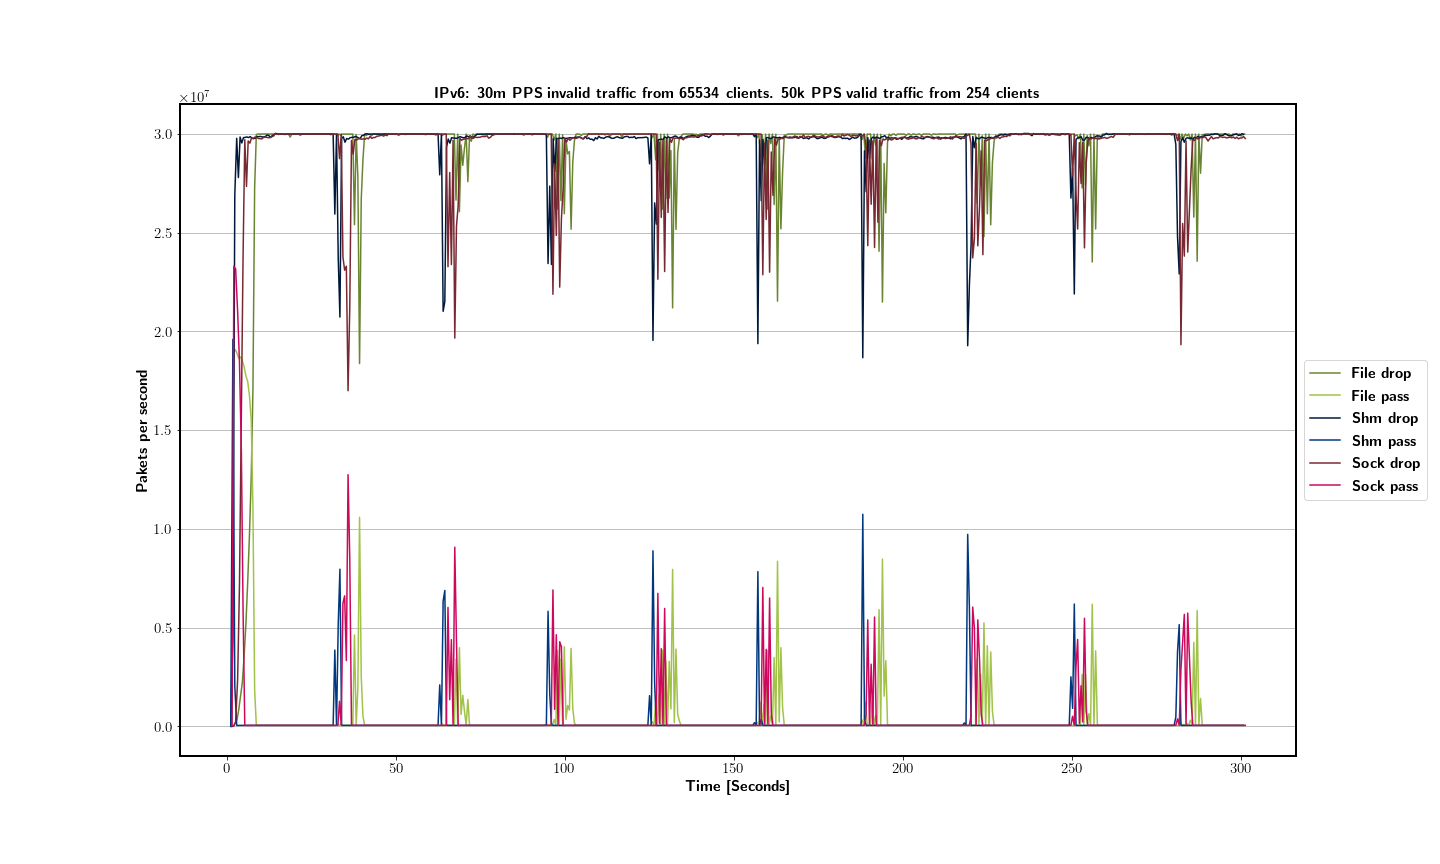 IPv6: 30m PPS invalid traffic from 65534 clients. 50k PPS valid traffic from 254 clients
×10⁷
3.0
2.5
2.0
1.5
1.0
0.5
0.0
Pakets per second
0 50 100 150 200 250 300
Time [Seconds]
File drop
File pass
Shm drop
Shm pass
Sock drop
Sock pass